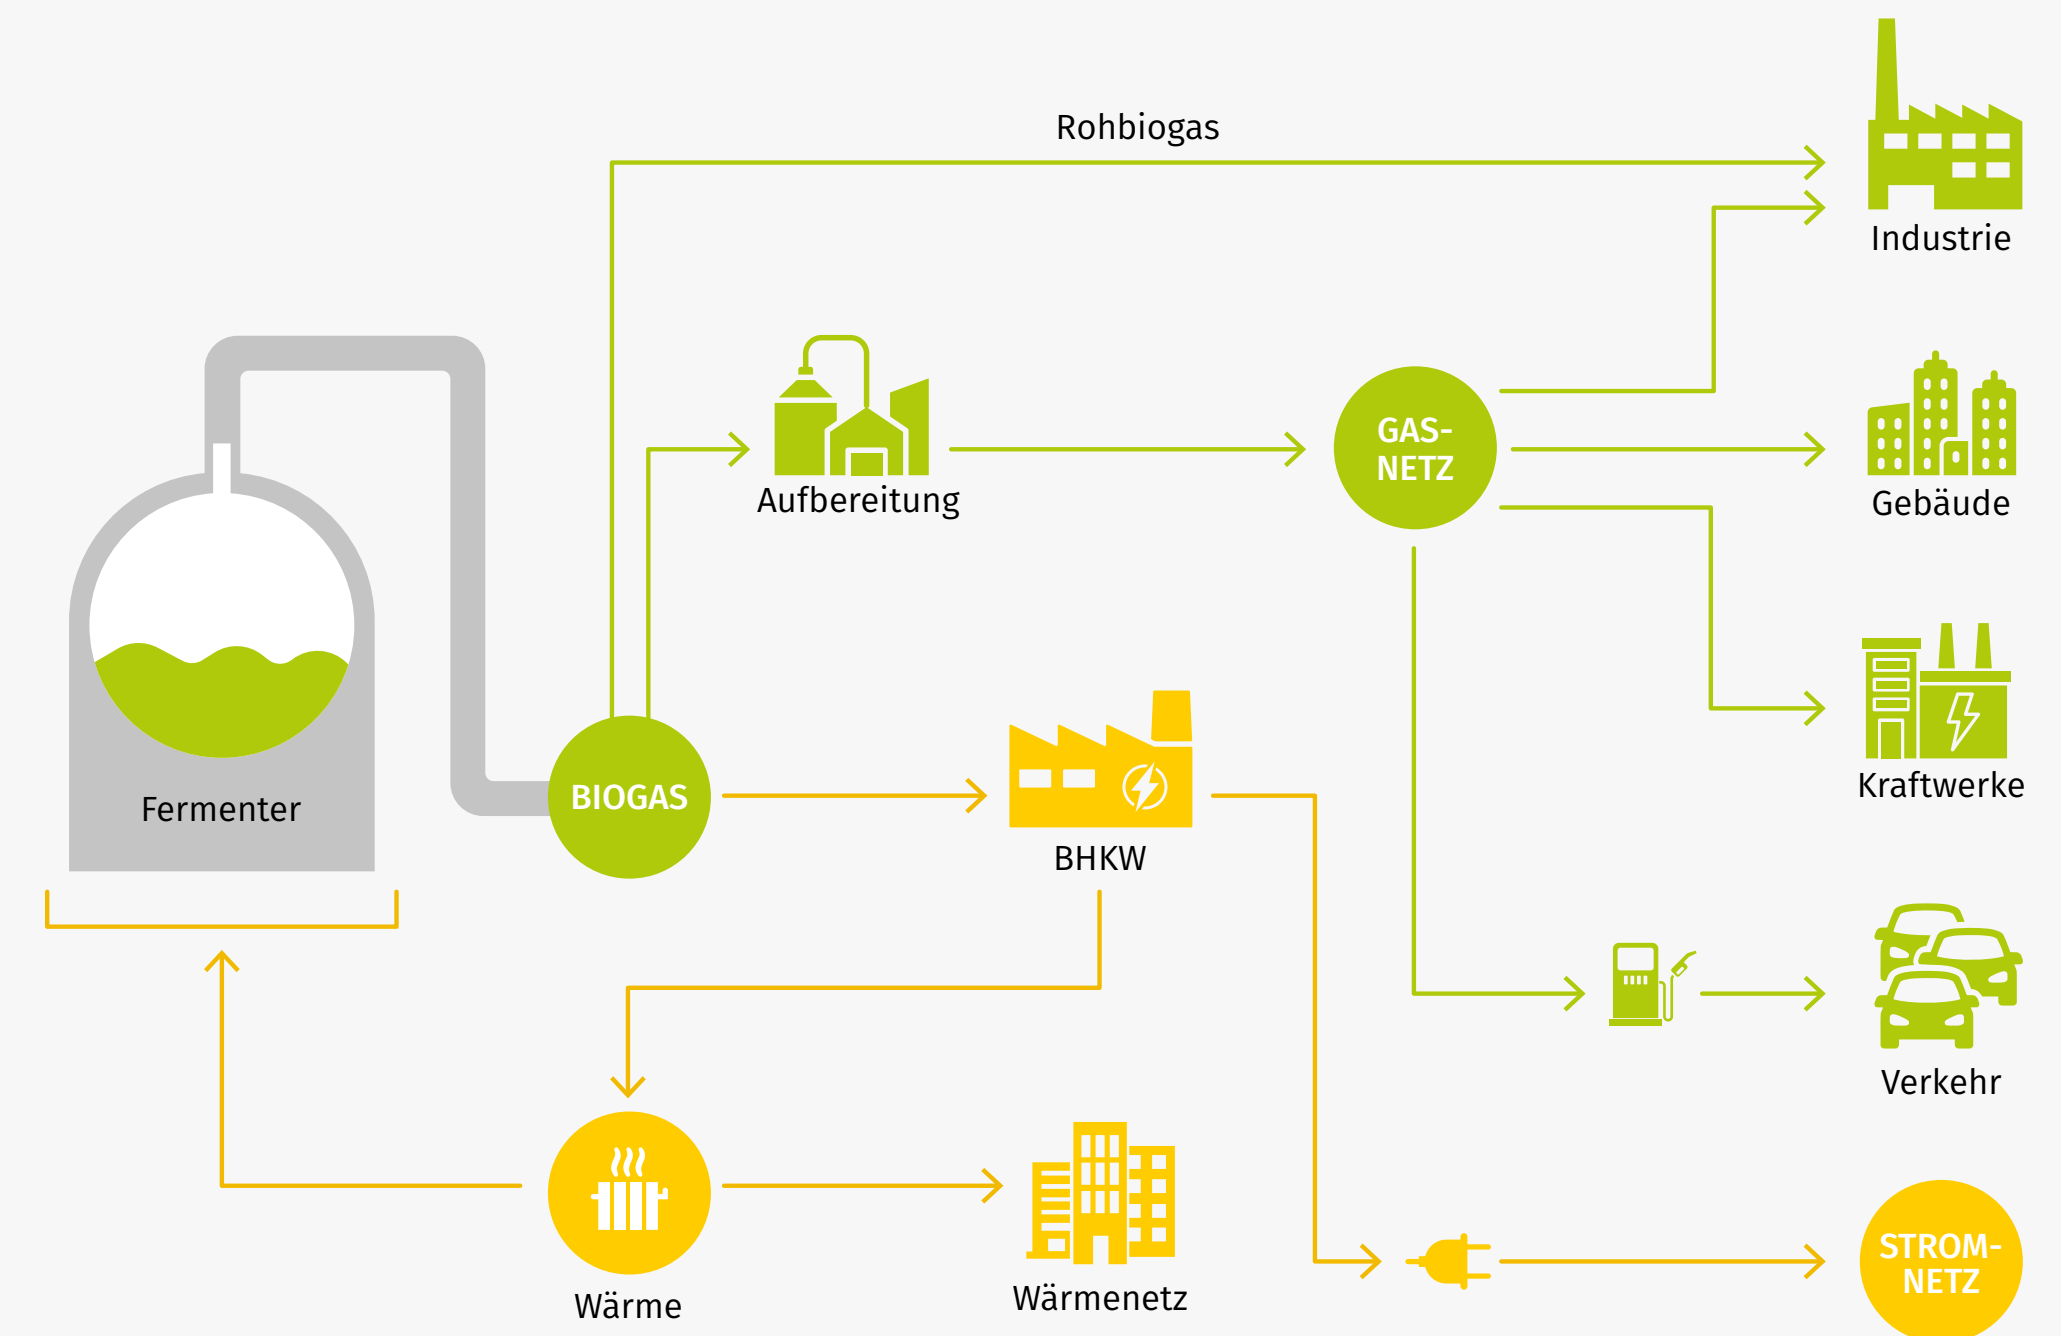 Rohbiogas
Industrie
GAS-
NETZ
Aufbereitung
Gebäude
Fermenter
BIOGAS
BHKW
Kraftwerke
Verkehr
Wärme
Wärmenetz
STROM-
NETZ